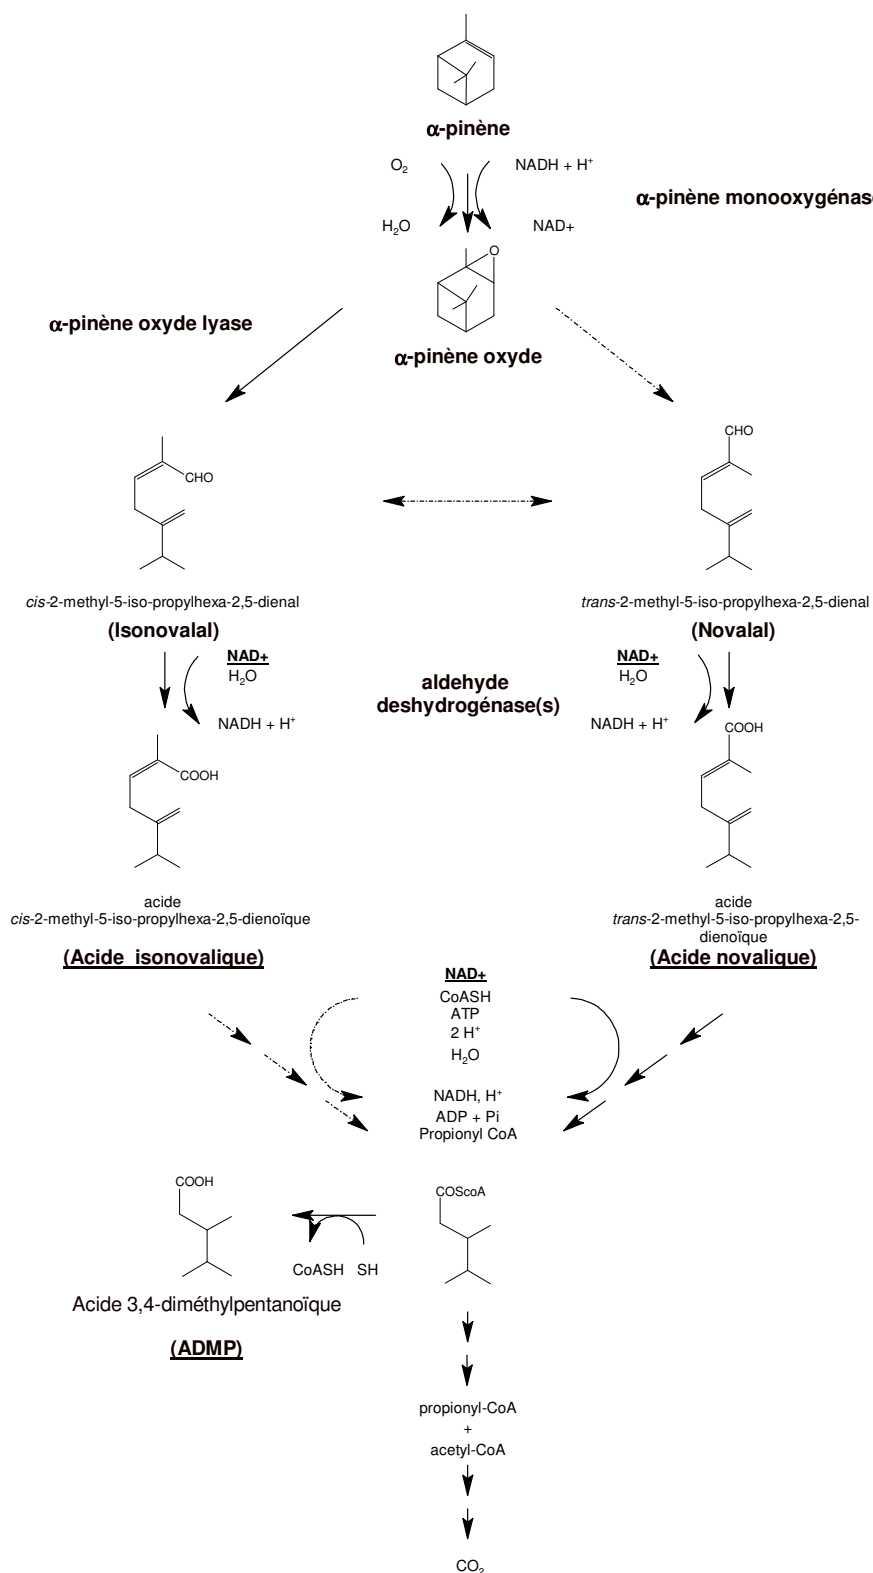 α-pinène
O₂ NADH + H⁺
α-pinène monooxygénase
H₂O NAD+
O
α-pinène oxyde lyase
α-pinène oxyde
CHO
CHO
cis-2-methyl-5-iso-propylhexa-2,5-dienal
trans-2-methyl-5-iso-propylhexa-2,5-dienal
(Isonovalal)
(Novalal)
NAD+
H₂O
NADH + H⁺
aldehyde
deshydrogénase(s)
NAD+
H₂O
NADH + H⁺
COOH
COOH
acide
cis-2-methyl-5-iso-propylhexa-2,5-dienoïque
(Acide isonovalique)
acide
trans-2-methyl-5-iso-propylhexa-2,5-
dienoïque
(Acide novalique)
NAD+
CoASH
ATP
2 H⁺
H₂O
NADH, H⁺
ADP + Pi
Propionyl CoA
COOH
COScoA
CoASH SH
Acide 3,4-diméthylpentanoïque
(ADMP)
propionyl-CoA
+
acetyl-CoA
CO₂